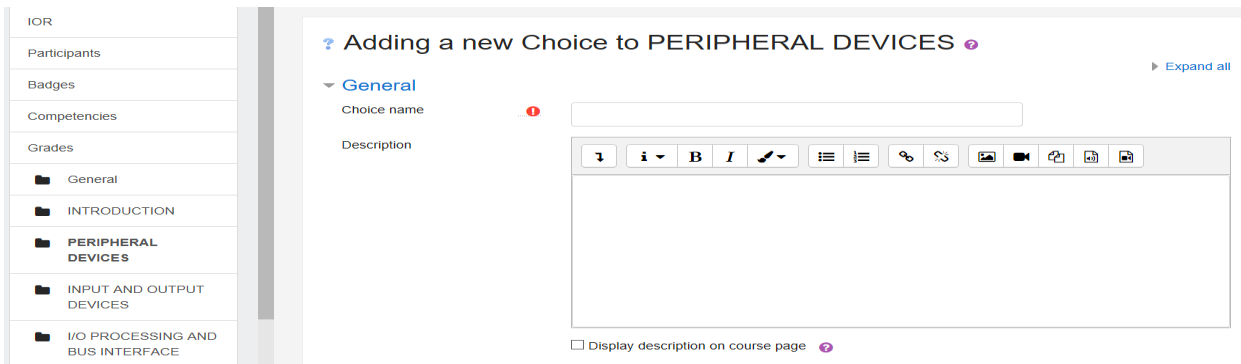 IOR
Participants
Badges
Competencies
Grades
General
INTRODUCTION
PERIPHERAL
DEVICES
INPUT AND OUTPUT
DEVICES
I/O PROCESSING AND
BUS INTERFACE
Adding a new Choice to PERIPHERAL DEVICES
Expand all
General
Choice name
Description
i B I
Display description on course page